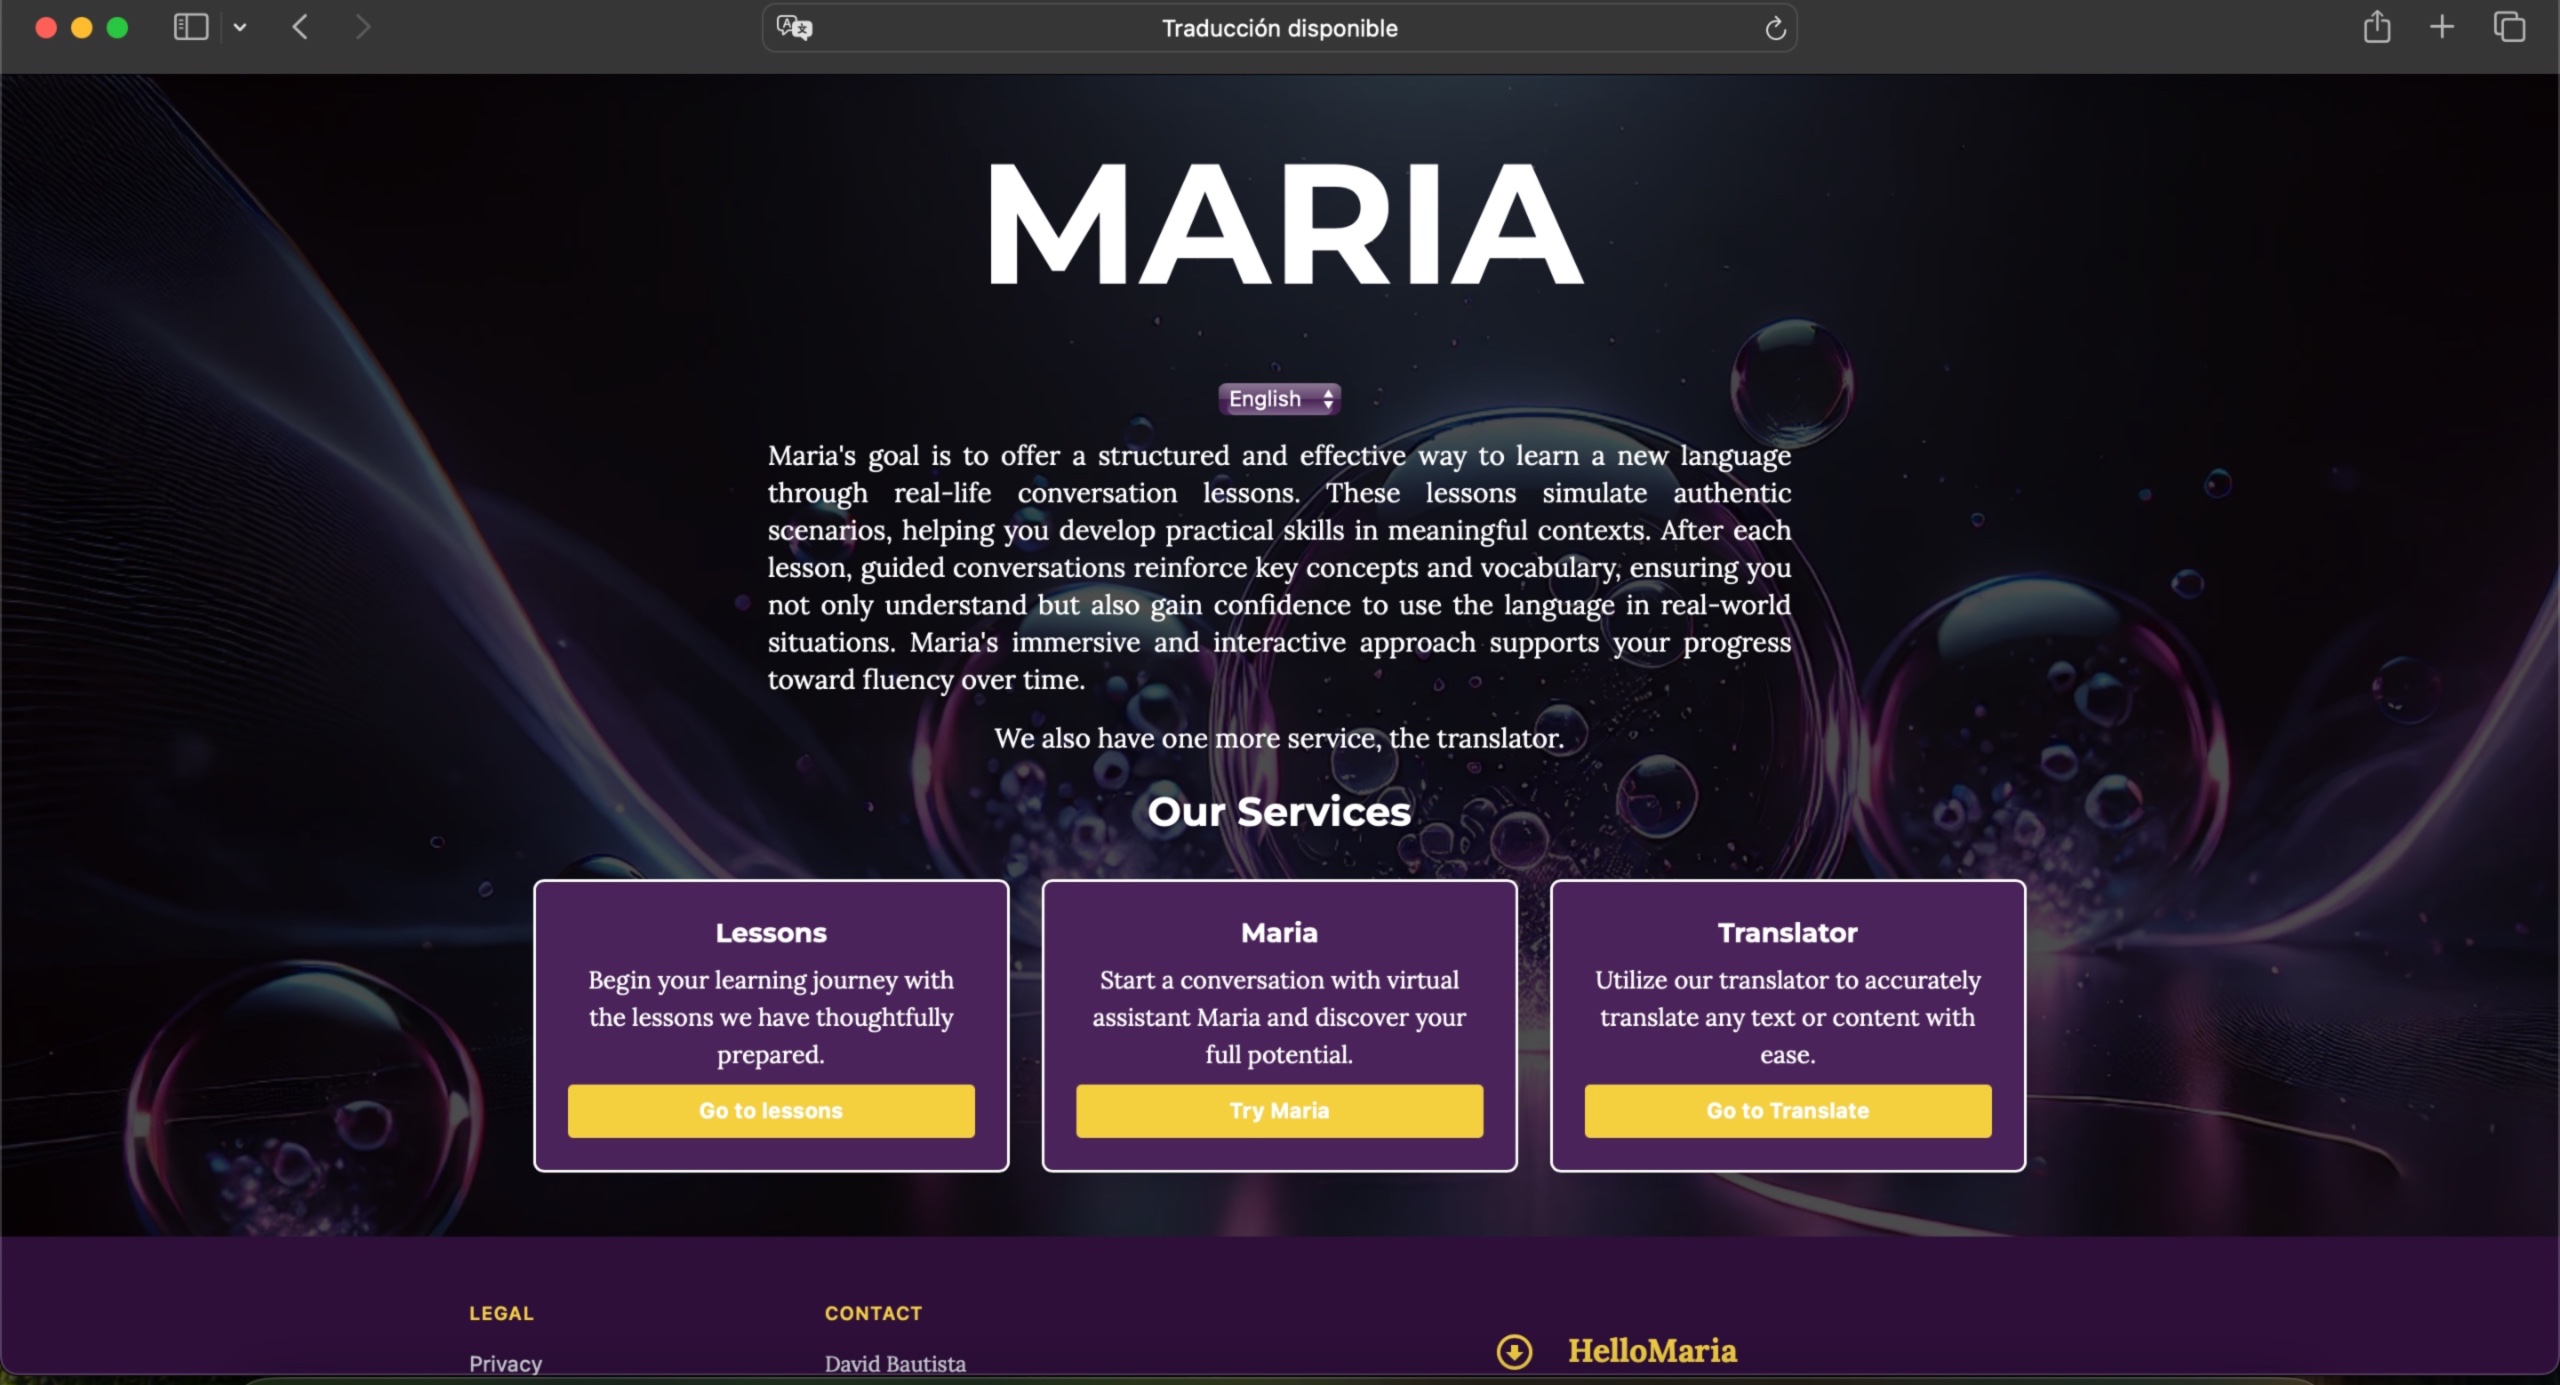 Traducción disponible
MARIA
English
Maria's goal is to offer a structured and effective way to learn a new language
through real-life conversation lessons. These lessons simulate authentic
scenarios, helping you develop practical skills in meaningful contexts. After each
lesson, guided conversations reinforce key concepts and vocabulary, ensuring you
not only understand but also gain confidence to use the language in real-world
situations. Maria's immersive and interactive approach supports your progress
toward fluency over time.
We also have one more service, the translator.
Our Services
Lessons
Begin your learning journey with
the lessons we have thoughtfully
prepared.
Go to lessons
Maria
Start a conversation with virtual
assistant Maria and discover your
full potential.
Try Maria
Translator
Utilize our translator to accurately
translate any text or content with
ease.
Go to Translate
LEGAL
Privacy
CONTACT
David Bautista
HelloMaria